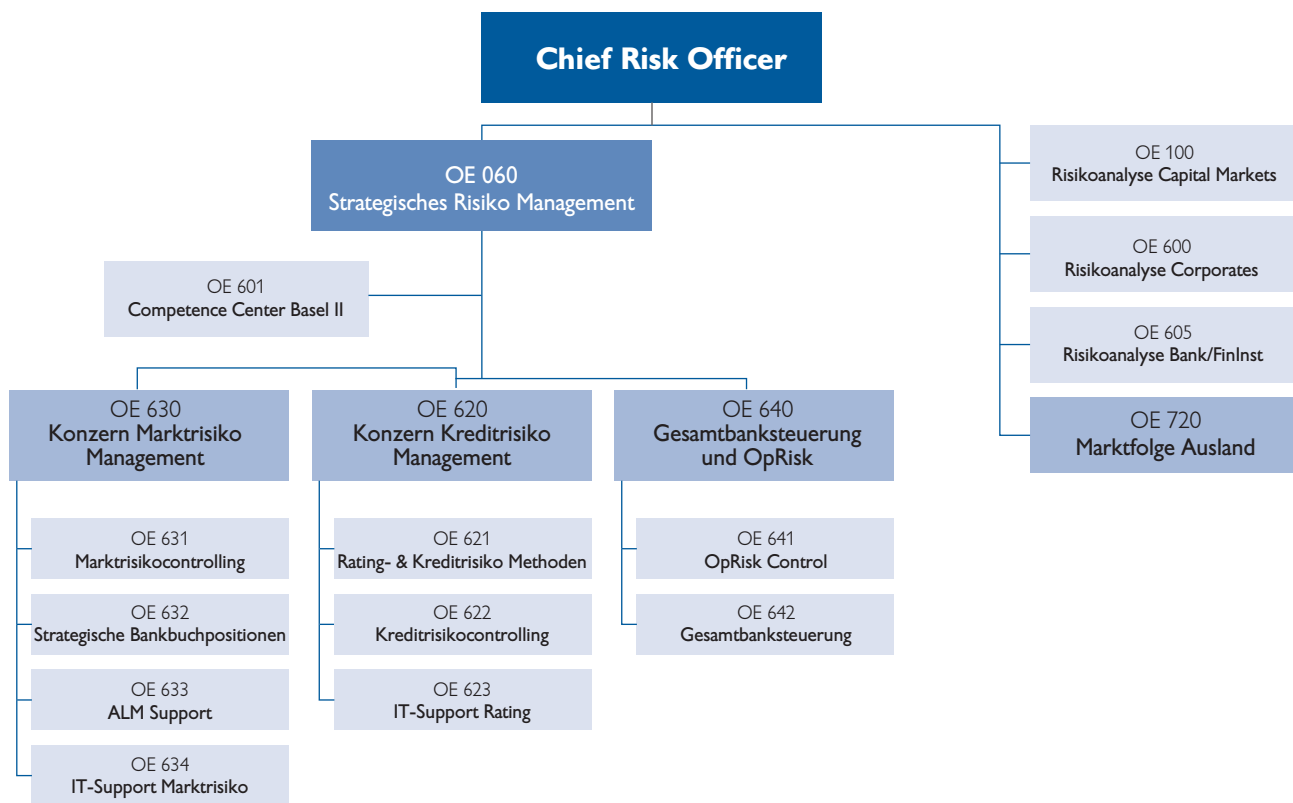 Chief Risk Officer
OE 060
Strategisches Risiko Management
OE 100
Risikoanalyse Capital Markets
OE 600
Risikoanalyse Corporates
OE 605
Risikoanalyse Bank/FinInst
OE 720
Marktfolge Ausland
OE 601
Competence Center Basel II
OE 630
Konzern Marktrisiko
Management
OE 631
Marktrisikocontrolling
OE 632
Strategische Bankbuchpositionen
OE 633
ALM Support
OE 634
IT-Support Marktrisiko
OE 620
Konzern Kreditrisiko
Management
OE 621
Rating- & Kreditrisiko Methoden
OE 622
Kreditrisikocontrolling
OE 623
IT-Support Rating
OE 640
Gesamtbanksteuerung
und OpRisk
OE 641
OpRisk Control
OE 642
Gesamtbanksteuerung